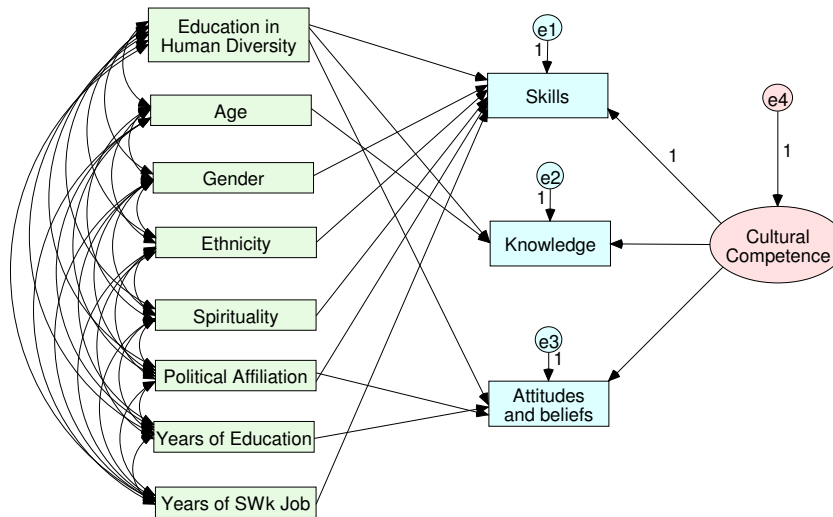 Education in
Human Diversity
Age
Gender
Ethnicity
Spirituality
Political Affiliation
Years of Education
Years of SWk Job
e1
1
Skills
e2
1
Knowledge
e3
1
Attitudes
and beliefs
1
e4
1
Cultural
Competence